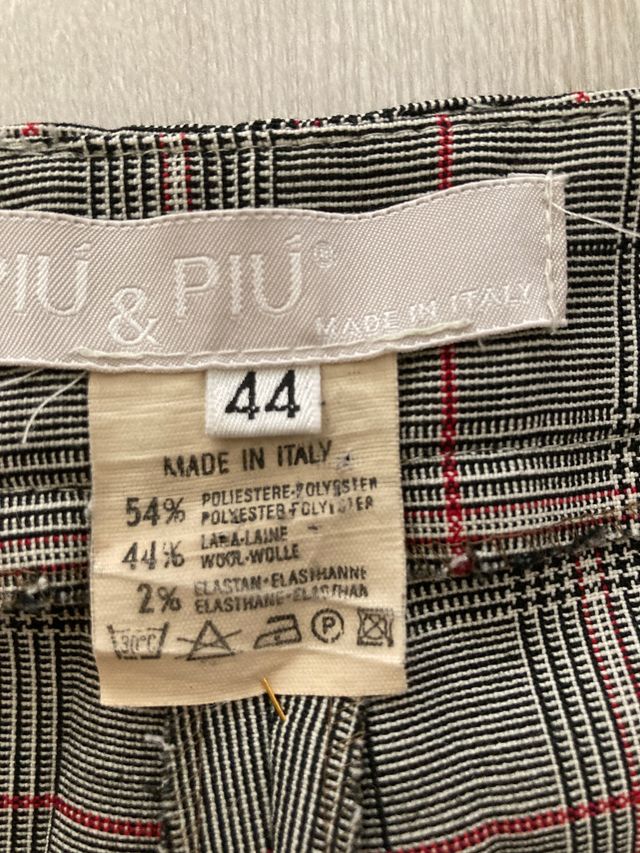 PIÚ & PIÚ®
MADE IN ITALY
44
MADE IN ITALY
54% POLIESTERE-POLYESTER
POLYESTER-POLYESTER
44% LANA-LAINE
WOOL-WOLLE
2% ELASTAN-ELASTHANNE
ELASTHANE-ELASTHAN
30°C P